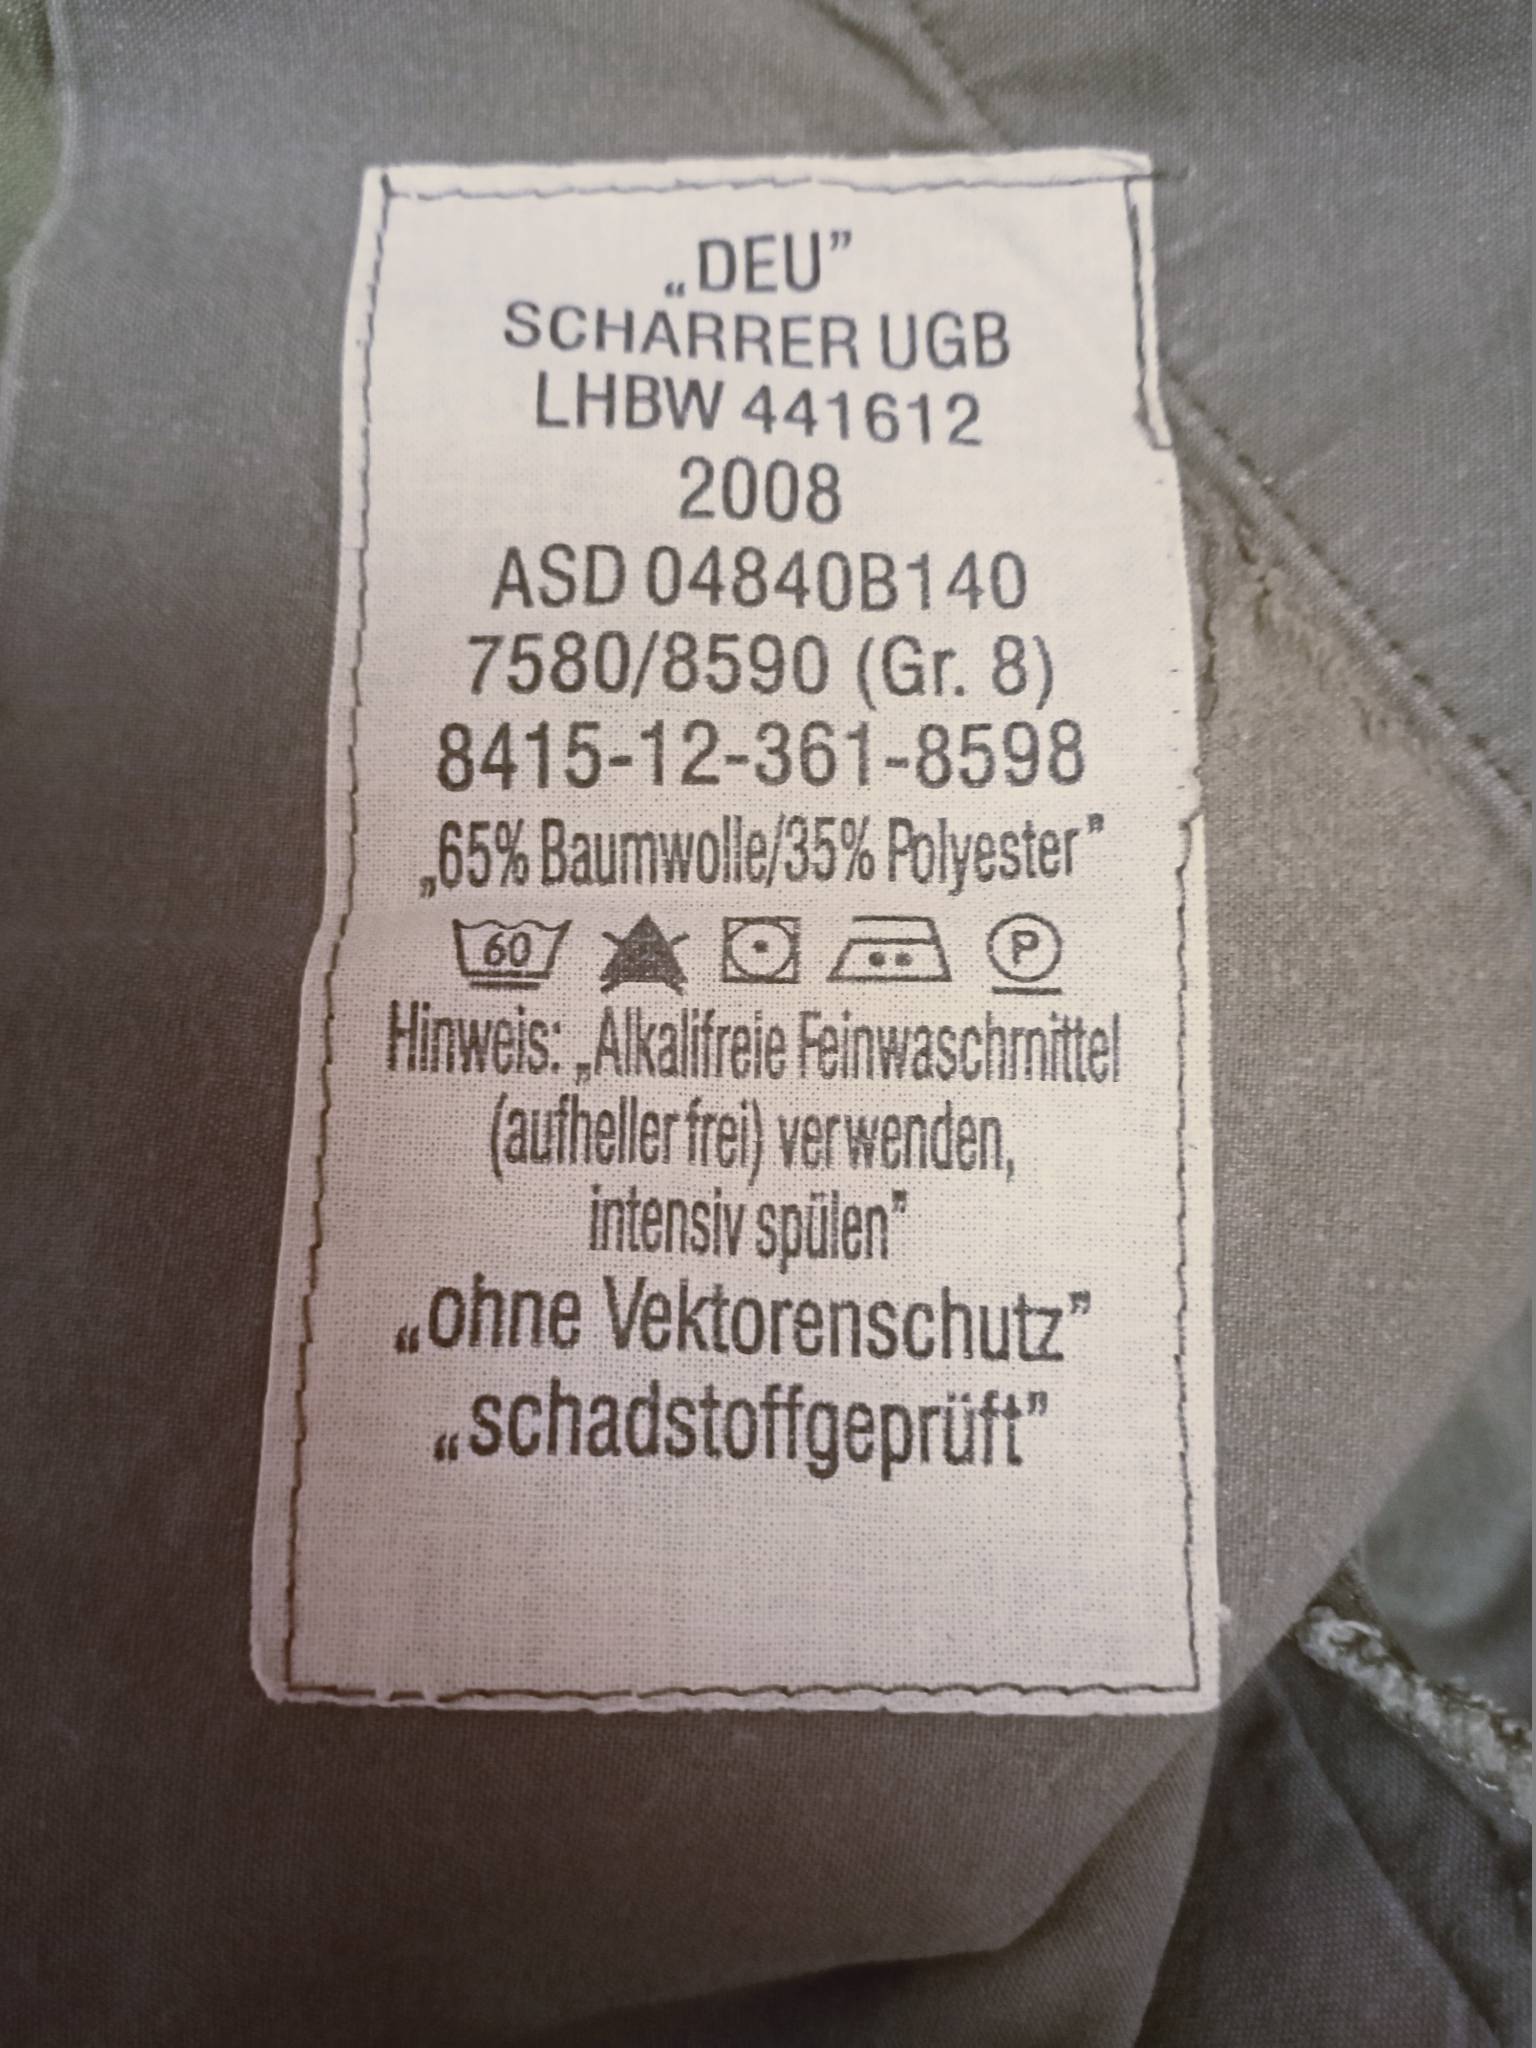 „DEU”
SCHARRER UGB
LHBW 441612
2008
ASD 04840B140
7580/8590 (Gr. 8)
8415-12-361-8598
„65% Baumwolle/35% Polyester”
60 P
Hinweis: „Alkalifreie Feinwaschmittel
(aufheller frei) verwenden,
intensiv spülen”
„ohne Vektorenschutz”
„schadstoffgeprüft”